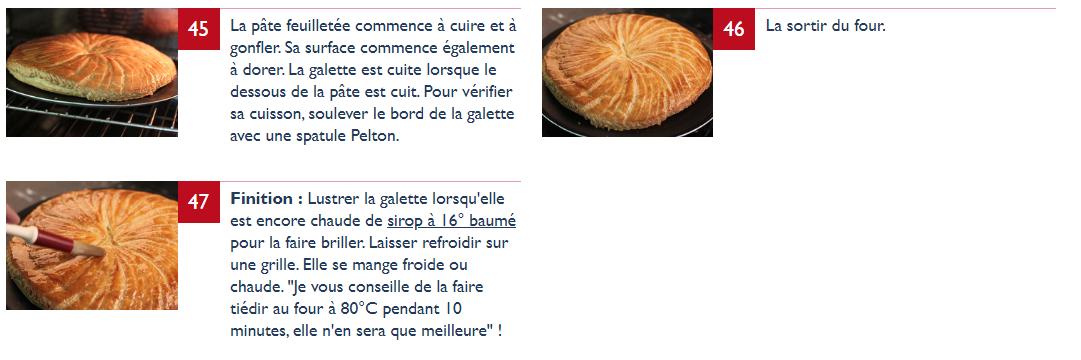 45
La pâte feuilletée commence à cuire et à
gonfler. Sa surface commence également
à dorer. La galette est cuite lorsque le
dessous de la pâte est cuit. Pour vérifier
sa cuisson, soulever le bord de la galette
avec une spatule Pelton.
46
La sortir du four.
47
Finition : Lustrer la galette lorsqu'elle
est encore chaude de sirop à 16° baumé
pour la faire briller. Laisser refroidir sur
une grille. Elle se mange froide ou
chaude. "Je vous conseille de la faire
tiédir au four à 80°C pendant 10
minutes, elle n'en sera que meilleure" !